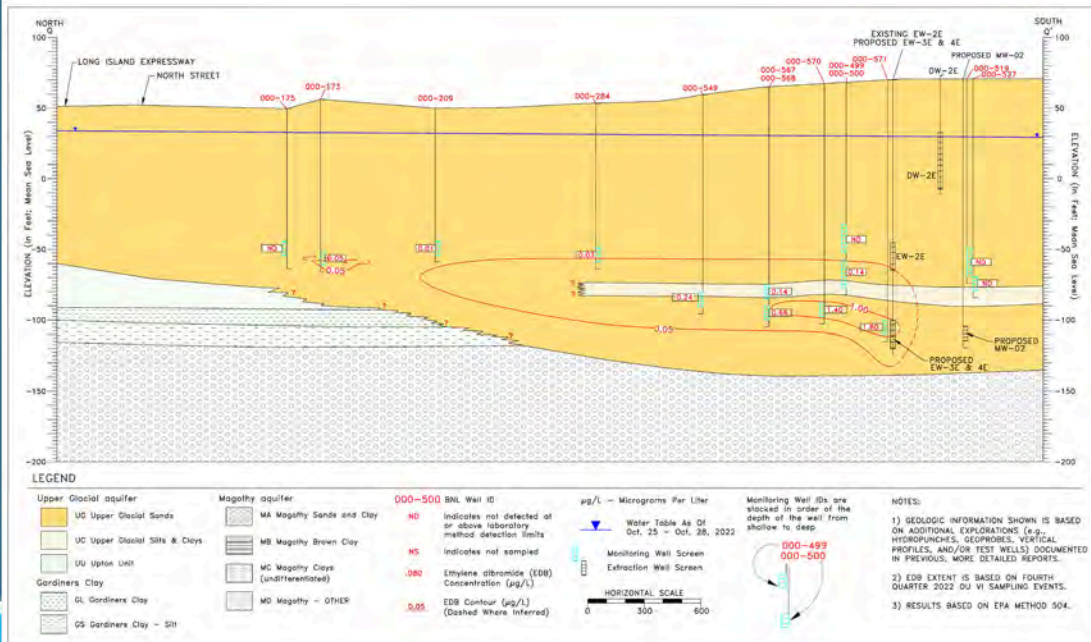 NORTH
Q
SOUTH
Q'
100
50
0
-50
-100
-150
-200
ELEVATION (In Feet; Mean Sea Level)
LONG ISLAND EXPRESSWAY
NORTH STREET
000-175
000-173
000-209
000-284
000-549
000-567
000-568
000-570
000-499
000-500
000-571
EXISTING EW-2E
PROPOSED EW-3E & 4E
DW-2E
PROPOSED MW-02
000-519
000-527
100
50
0
-50
-100
-150
-200
ELEVATION (In Feet; Mean Sea Level)
ND
0.05
0.05
ND
0.14
EW-2E
DW-2E
ND
ND
0.24
0.14
1.40
1.00
0.05
PROPOSED
MW-02
PROPOSED
EW-3E & 4E
LEGEND
Upper Glacial aquifer
UG Upper Glacial Sands
UC Upper Glacial Silts & Clays
UU Upton Unit
Gardiners Clay
GL Gardiners Clay
GS Gardiners Clay - Silt
Magothy aquifer
MA Magothy Sands and Clay
MB Magothy Brown Clay
MC Magothy Clays
(undifferentiated)
MO Magothy - OTHER
000-500 BNL Well ID
ND Indicates not detected at
or above laboratory
method detection limits
NS Indicates not sampled
.080 Ethylene dibromide (EDB)
Concentration (µg/L)
0.05 EDB Contour (µg/L)
(Dashed Where Inferred)
µg/L - Micrograms Per Liter
Water Table As Of
Oct. 25 - Oct. 28, 2022
Monitoring Well Screen
Extraction Well Screen
HORIZONTAL SCALE
0 300 600
Monitoring Well IDs are
stacked in order of the
depth of the well from
shallow to deep
000-499
000-500
NOTES:
1) GEOLOGIC INFORMATION SHOWN IS BASED
ON ADDITIONAL EXPLORATIONS (e.g.,
HYDROPUNCHES, GEOPROBES, VERTICAL
PROFILES, AND/OR TEST WELLS) DOCUMENTED
IN PREVIOUS, MORE DETAILED REPORTS.
2) EDB EXTENT IS BASED ON FOURTH
QUARTER 2022 OU VI SAMPLING EVENTS.
3) RESULTS BASED ON EPA METHOD 504.